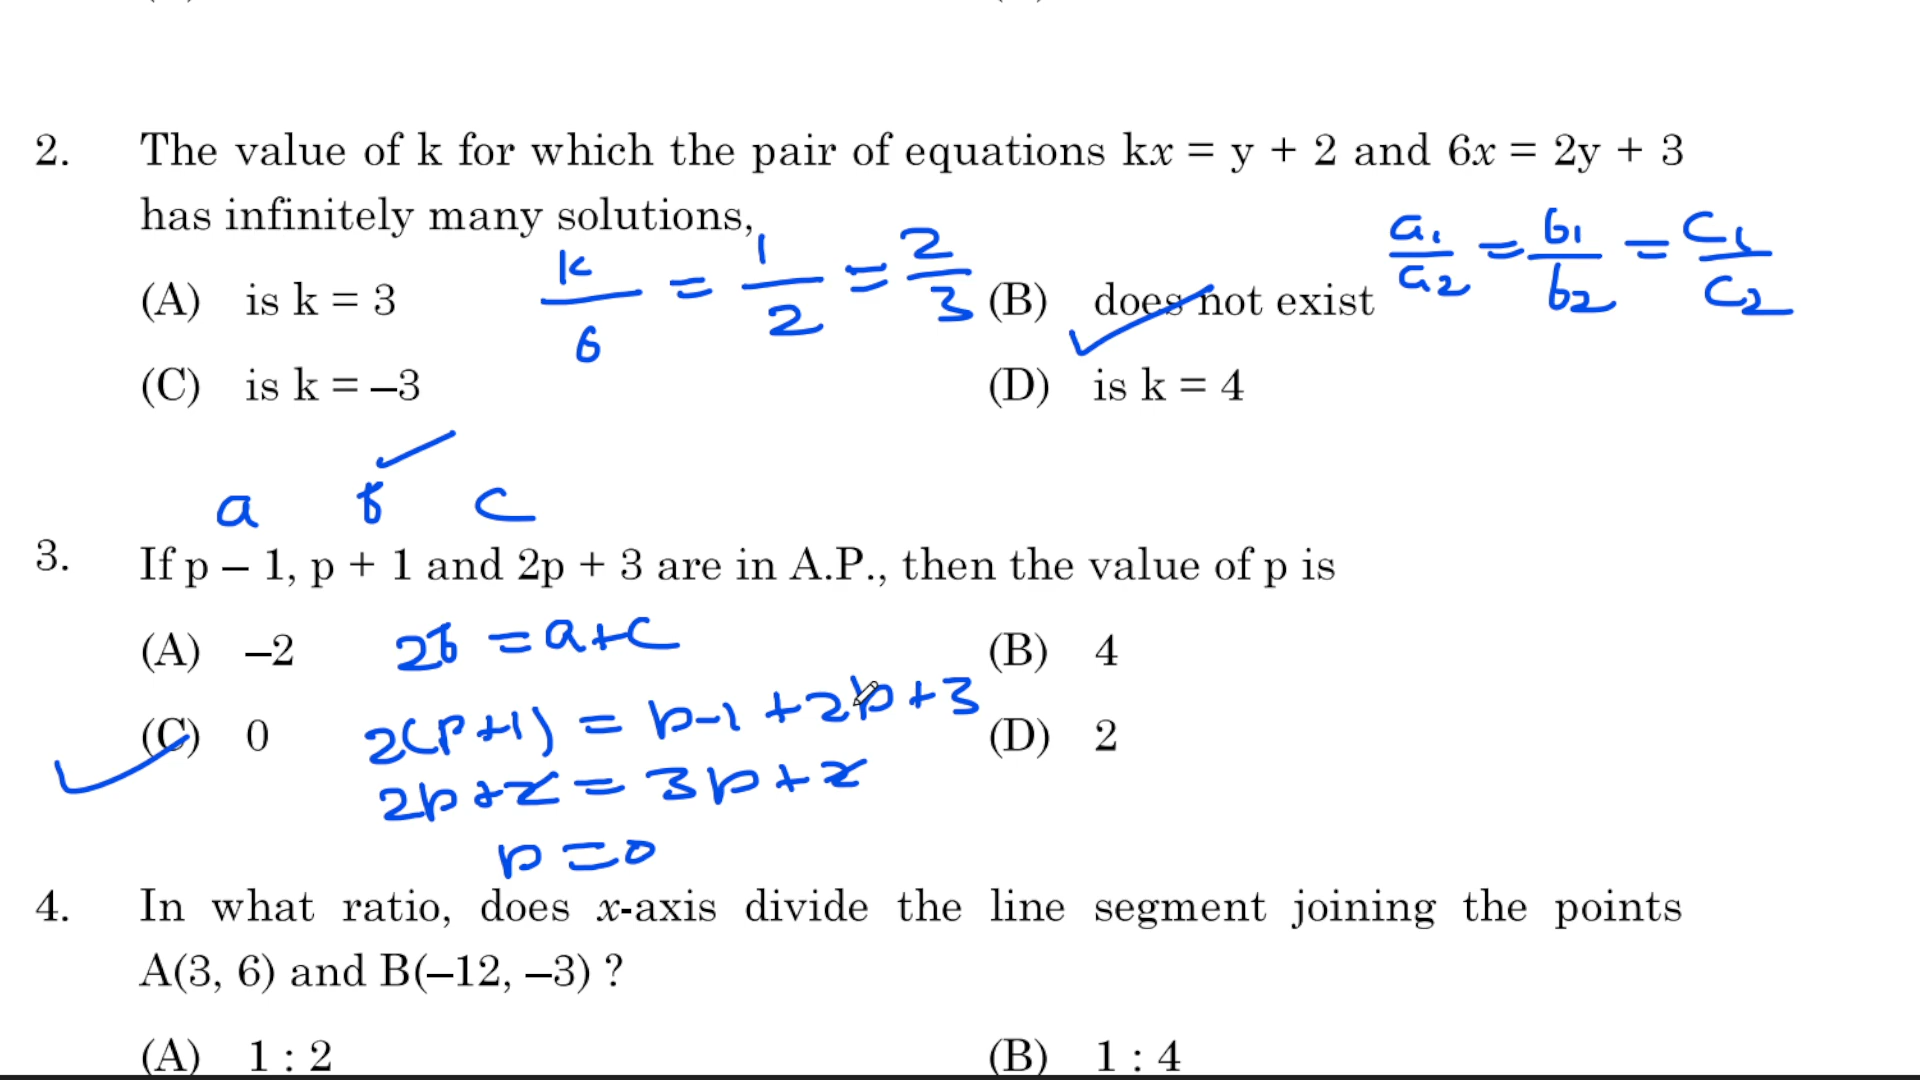 2. The value of k for which the pair of equations kx = y + 2 and 6x = 2y + 3
has infinitely many solutions,
k/6 = 1/2 = 2/3
a1/a2 = b1/b2 = c1/c2
(A) is k = 3 (B) does not exist
(C) is k = –3 (D) is k = 4
a b c
3. If p – 1, p + 1 and 2p + 3 are in A.P., then the value of p is
(A) –2 (B) 4
2b = a+c
(C) 0 (D) 2
2(p+1) = p-1+2p+3
2p+2 = 3p+2
p=0
4. In what ratio, does x-axis divide the line segment joining the points
A(3, 6) and B(–12, –3) ?
(A) 1 : 2 (B) 1 : 4